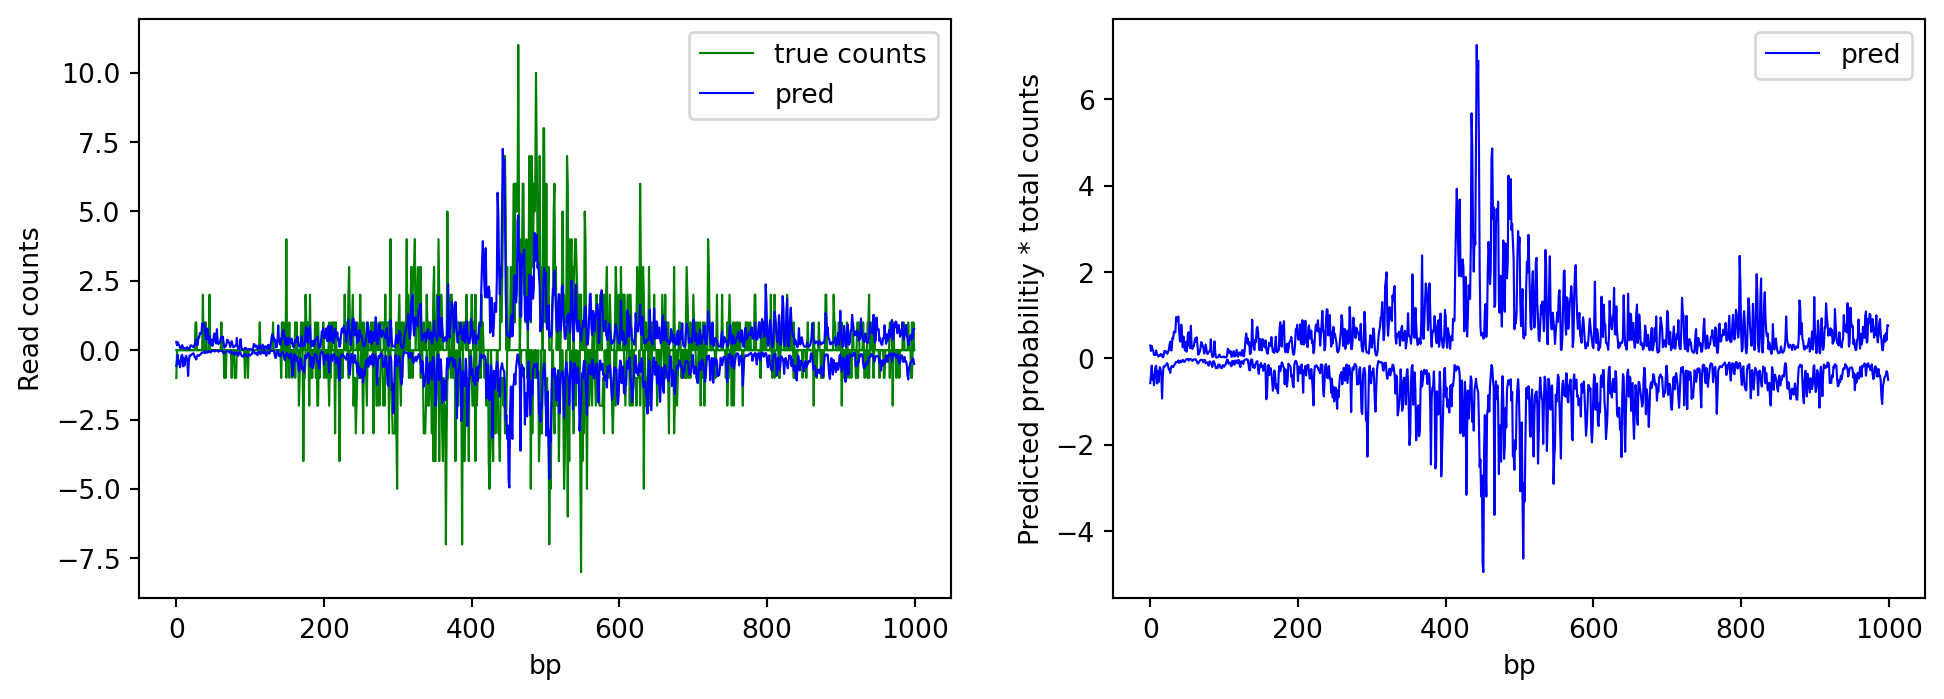 Read counts
10.0
7.5
5.0
2.5
0.0
−2.5
−5.0
−7.5
0 200 400 600 800 1000
bp
true counts
pred
Predicted probabilitiy * total counts
6
4
2
0
−2
−4
0 200 400 600 800 1000
bp
pred